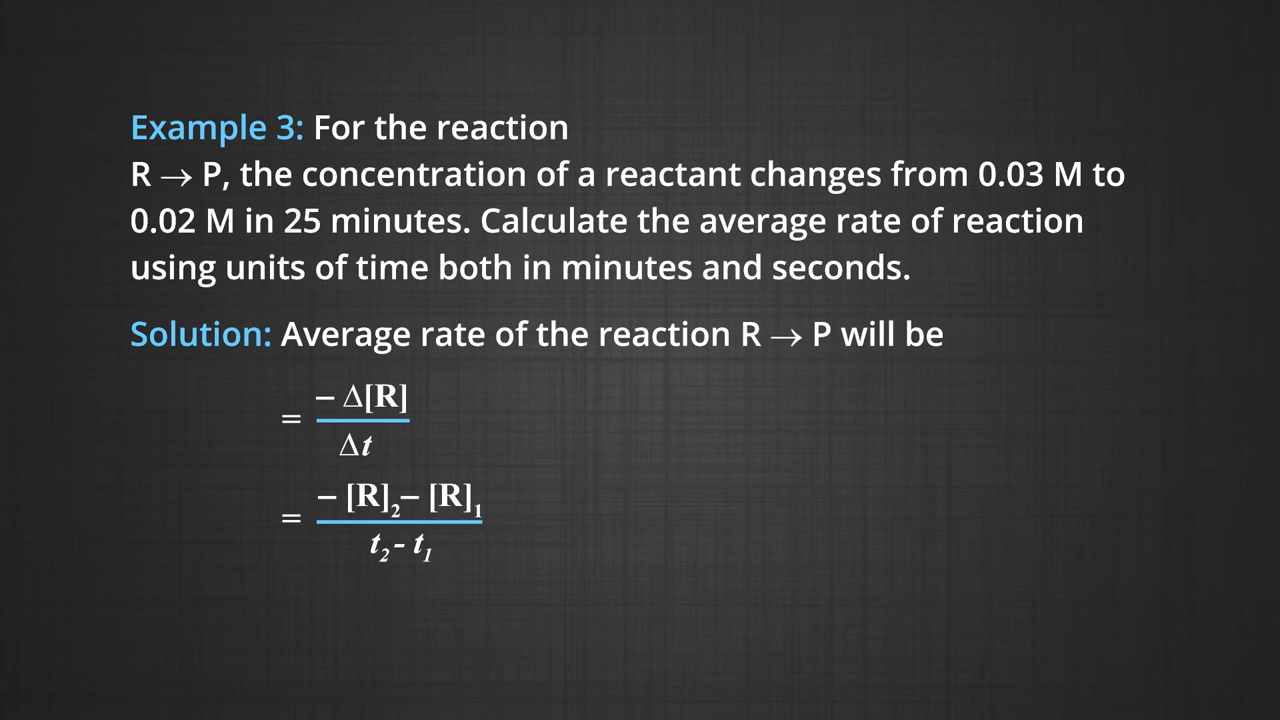 Example 3: For the reaction
R → P, the concentration of a reactant changes from 0.03 M to
0.02 M in 25 minutes. Calculate the average rate of reaction
using units of time both in minutes and seconds.
Solution: Average rate of the reaction R → P will be
= – Δ[R]
Δt
= – [R]₂– [R]₁
t₂ - t₁